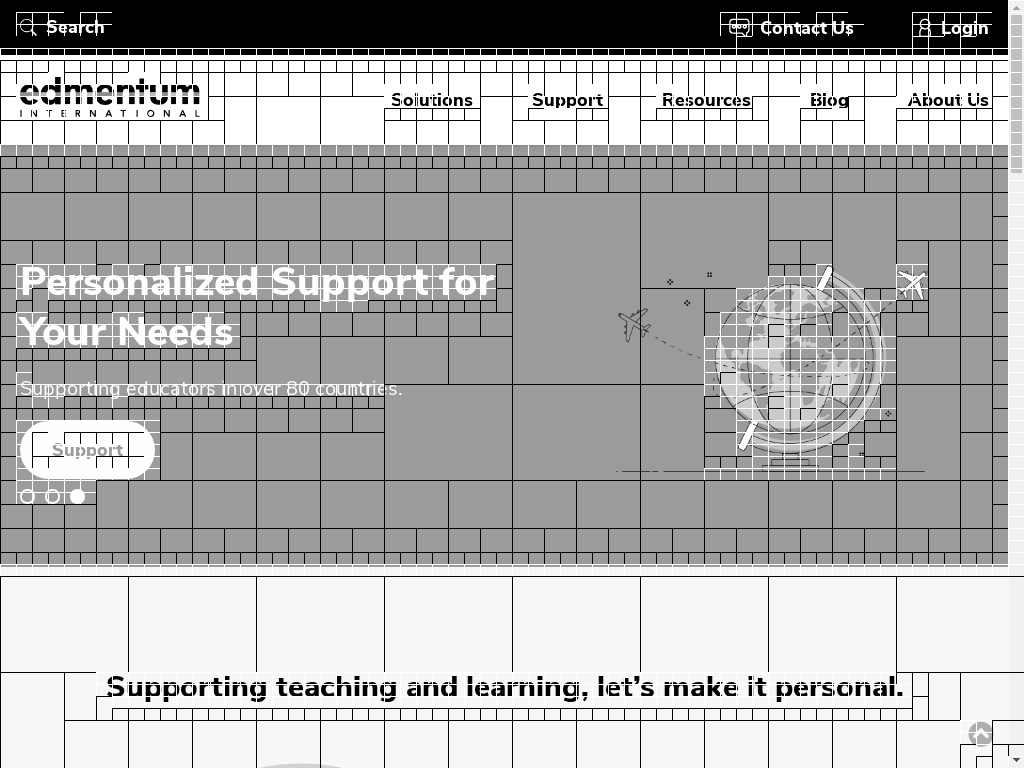 Search
Contact Us
Login
edmentum
INTERNATIONAL
Solutions
Support
Resources
Blog
About Us
Personalized Support for
Your Needs
Supporting educators in over 80 countries.
Support
Supporting teaching and learning, let's make it personal.